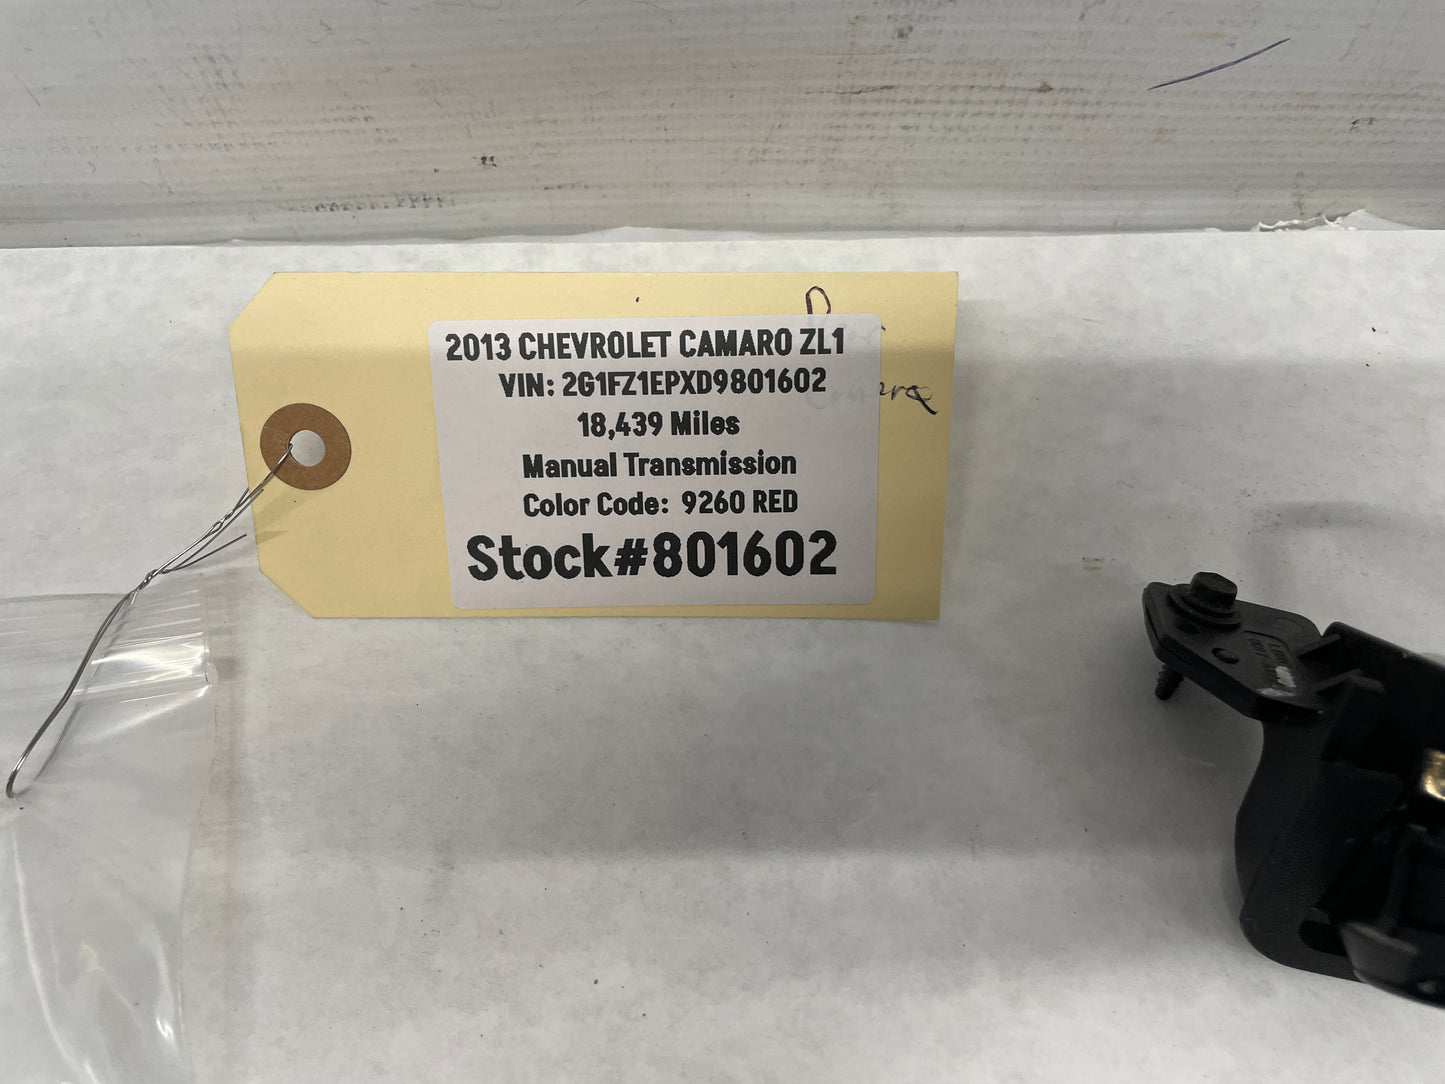 2013 CHEVROLET CAMARO ZL1
VIN: 2G1FZ1EPXD9801602
18,439 Miles
Manual Transmission
Color Code: 9260 RED
Stock#801602